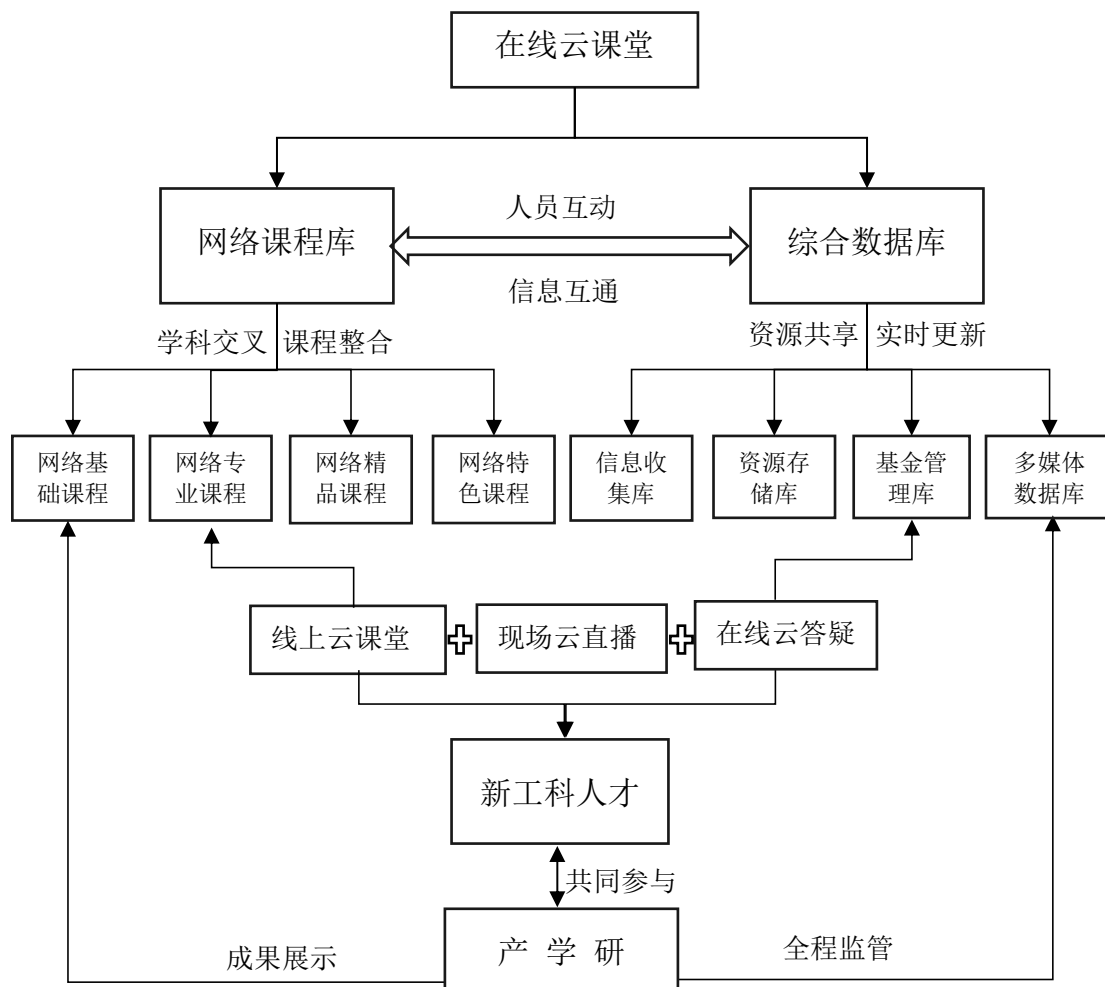 在线云课堂
人员互动
网络课程库
综合数据库
信息互通
学科交叉 课程整合
资源共享 实时更新
网络基
础课程
网络专
业课程
网络精
品课程
网络特
色课程
信息收
集库
资源存
储库
基金管
理库
多媒体
数据库
线上云课堂
现场云直播
在线云答疑
新工科人才
共同参与
产 学 研
成果展示
全程监管